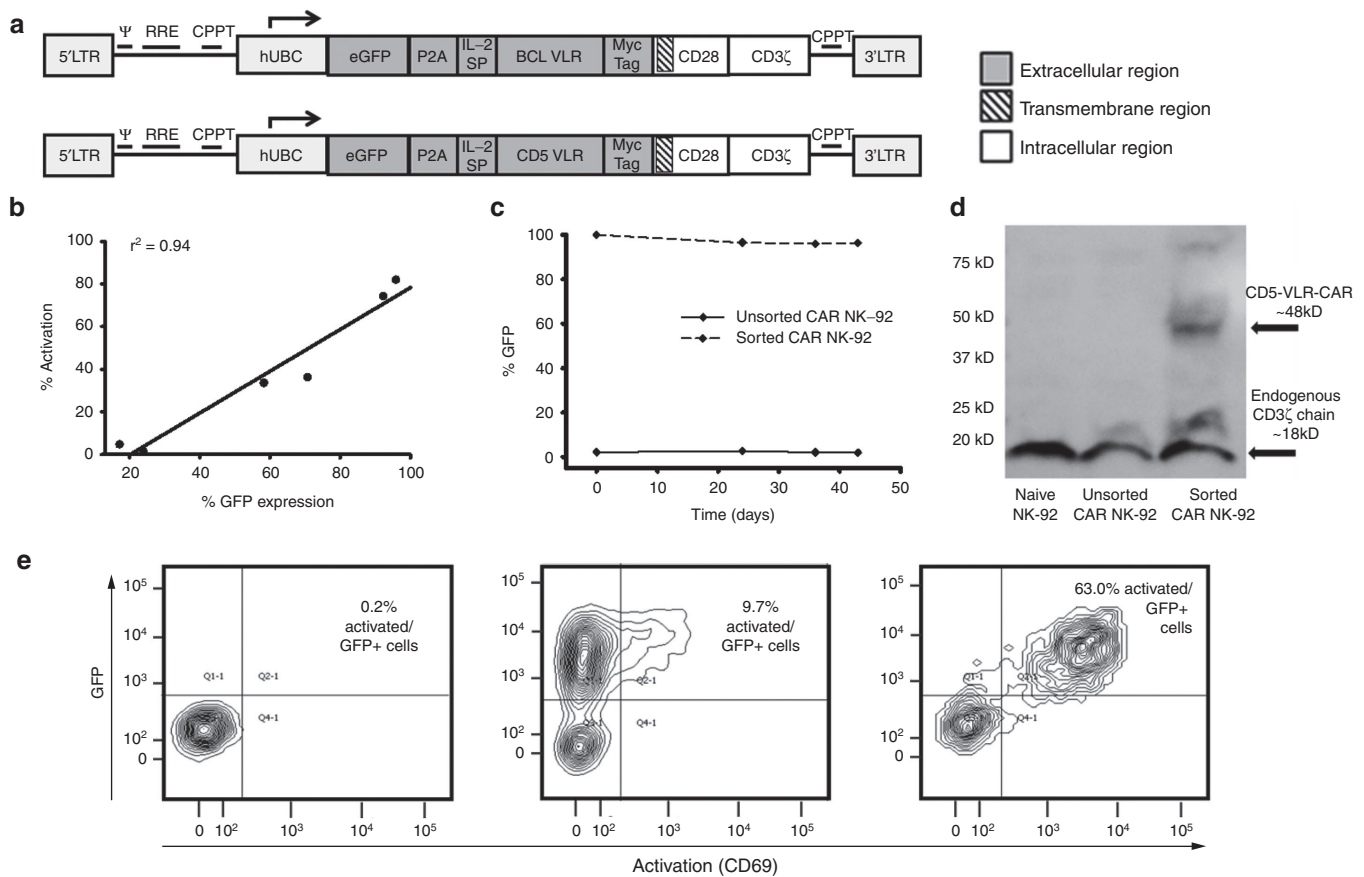 a
Ψ RRE CPPT CPPT
5′LTR hUBC eGFP P2A IL–2 SP BCL VLR Myc Tag CD28 CD3ζ 3′LTR
Ψ RRE CPPT CPPT
5′LTR hUBC eGFP P2A IL–2 SP CD5 VLR Myc Tag CD28 CD3ζ 3′LTR
Extracellular region
Transmembrane region
Intracellular region
b
r² = 0.94
% Activation
100
80
60
40
20
0
20 40 60 80 100
% GFP expression
c
% GFP
100
80
60
40
20
0
Unsorted CAR NK–92
Sorted CAR NK-92
0 10 20 30 40 50
Time (days)
d
75 kD
50 kD
37 kD
25 kD
20 kD
CD5-VLR-CAR
~48kD
Endogenous
CD3ζ chain
~18kD
Naive
NK-92
Unsorted
CAR NK-92
Sorted
CAR NK-92
e
GFP
10⁵
10⁴
10³
10²
0
0.2%
activated/
GFP+ cells
Q1-1 Q2-1
Q4-1
0 10² 10³ 10⁴ 10⁵
10⁵
10⁴
10³
10²
0
9.7%
activated/
GFP+ cells
Q1-1 Q2-1
Q3-1 Q4-1
0 10² 10³ 10⁴ 10⁵
10⁵
10⁴
10³
10²
0
63.0% activated/
GFP+
cells
Q1-1 Q2-1
Q3-1 Q4-1
0 10² 10³ 10⁴ 10⁵
Activation (CD69)